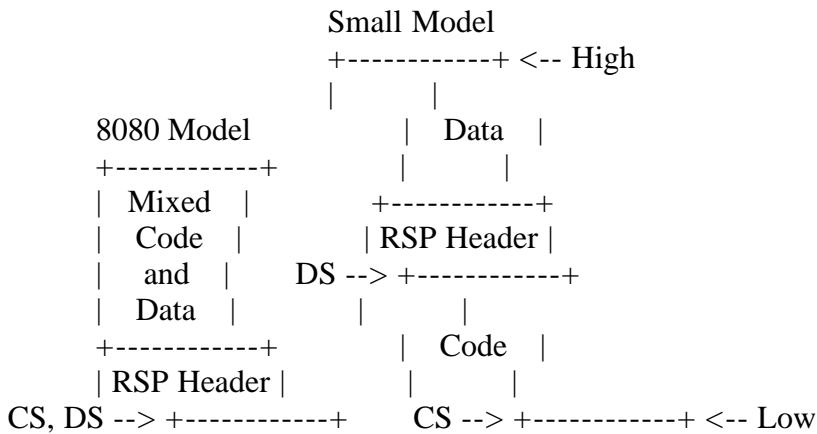 Small Model
+------------+ <-- High
|            |
8080 Model                  |   Data   |
+------------+              |            |
|   Mixed    |            +------------+
|   Code    |             | RSP Header |
|   and    |       DS --> +------------+
|   Data    |              |            |
+------------+              |   Code   |
| RSP Header |              |            |
CS, DS --> +------------+       CS --> +------------+ <-- Low